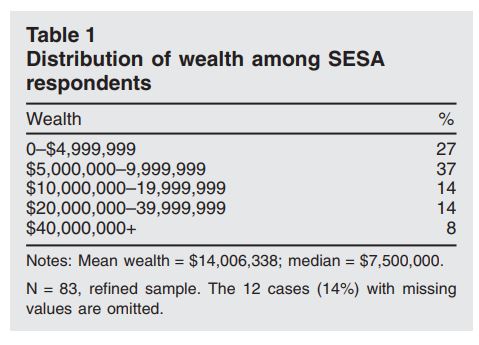 Table 1
Distribution of wealth among SESA
respondents
Wealth %
0–$4,999,999 27
$5,000,000–9,999,999 37
$10,000,000–19,999,999 14
$20,000,000–39,999,999 14
$40,000,000+ 8
Notes: Mean wealth = $14,006,338; median = $7,500,000.
N = 83, refined sample. The 12 cases (14%) with missing
values are omitted.